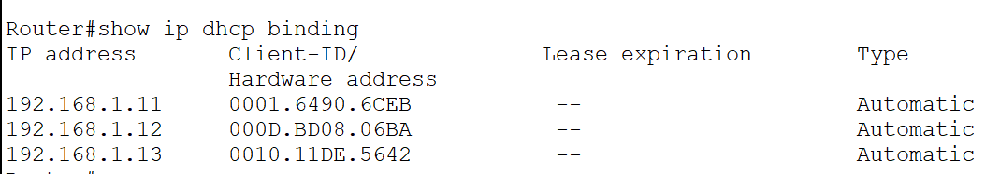 Router#show ip dhcp binding
IP address Client-ID/ Lease expiration Type
Hardware address
192.168.1.11 0001.6490.6CEB -- Automatic
192.168.1.12 000D.BD08.06BA -- Automatic
192.168.1.13 0010.11DE.5642 -- Automatic
Router#